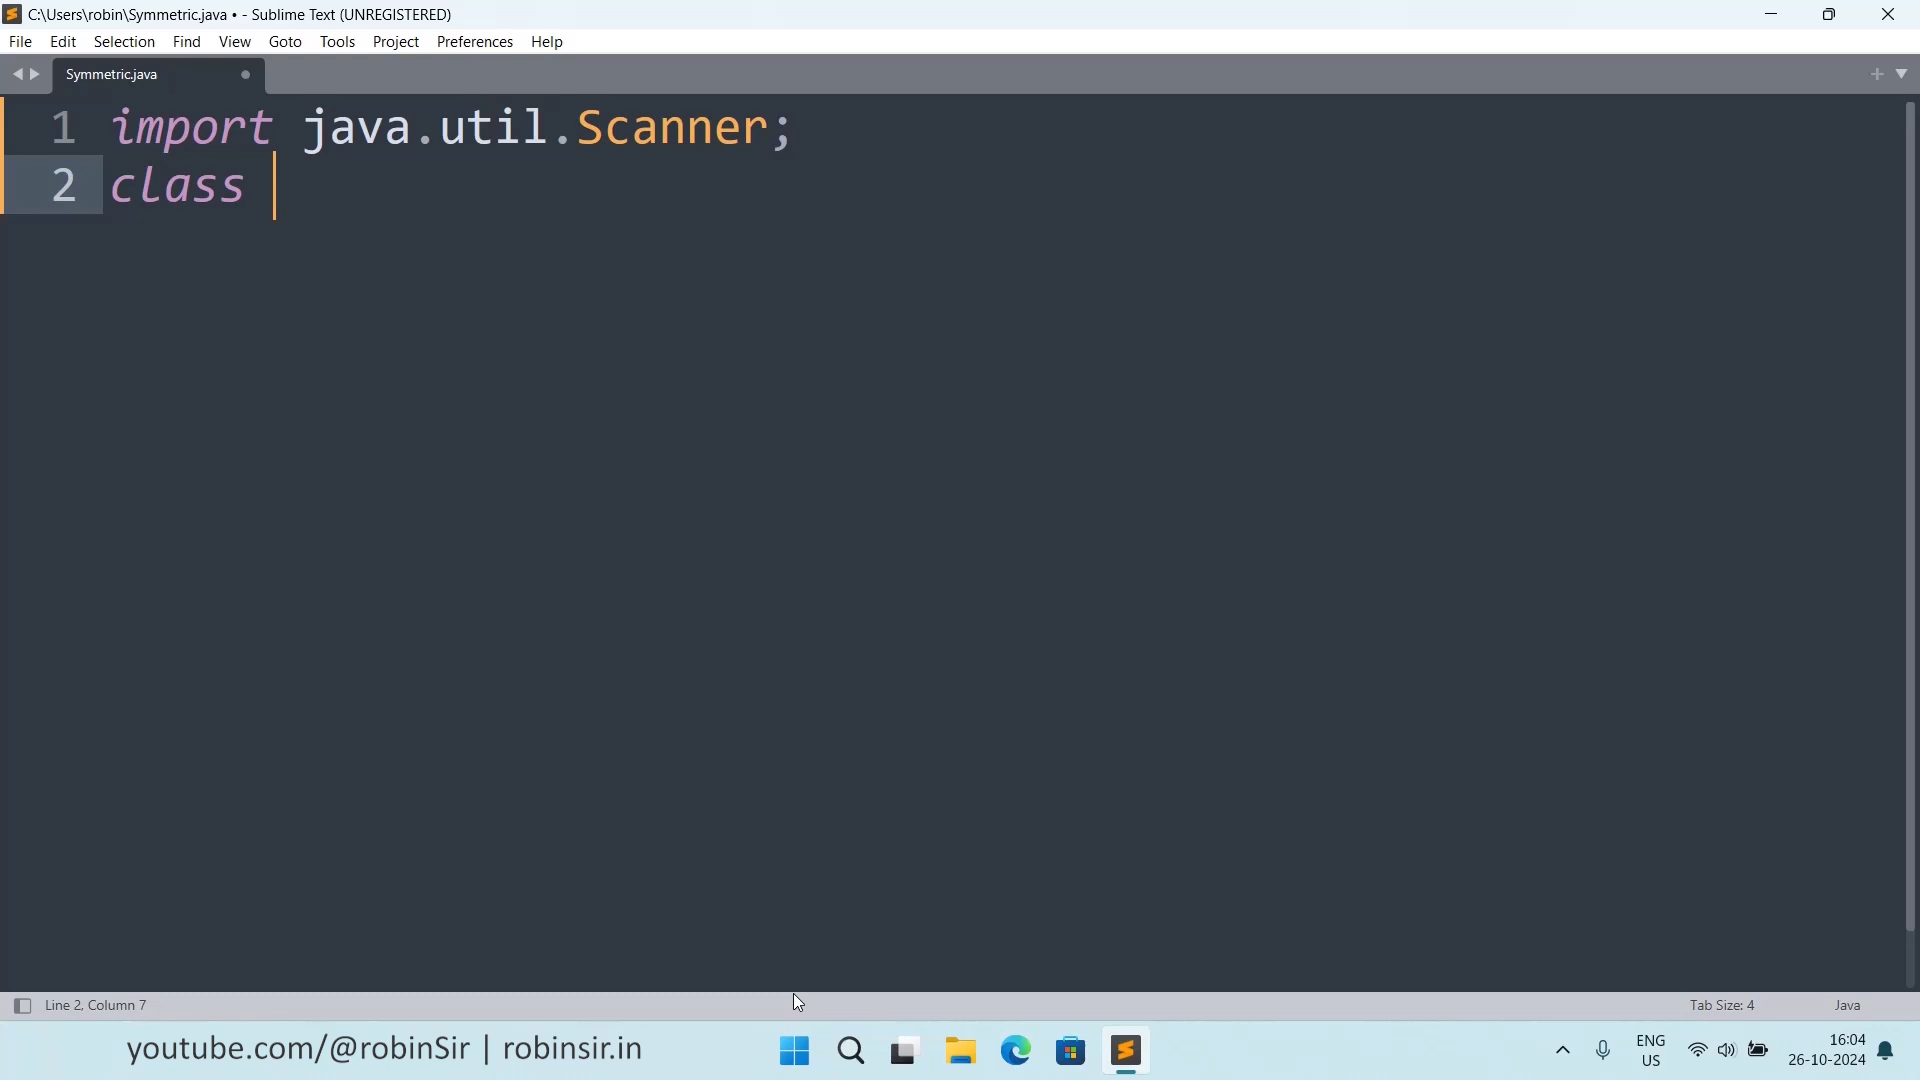 C:\Users\robin\Symmetric.java • - Sublime Text (UNREGISTERED)
File Edit Selection Find View Goto Tools Project Preferences Help
Symmetric.java
1 import java.util.Scanner;
2 class
Line 2, Column 7
Tab Size: 4
Java
youtube.com/@robinSir | robinsir.in
ENG
US
16:04
26-10-2024